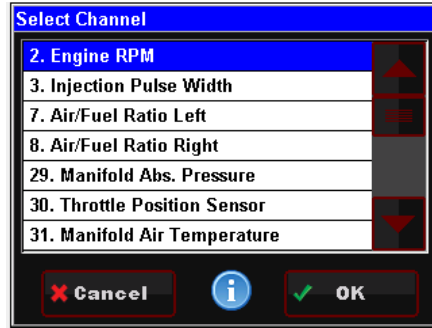 Select Channel
2. Engine RPM
3. Injection Pulse Width
7. Air/Fuel Ratio Left
8. Air/Fuel Ratio Right
29. Manifold Abs. Pressure
30. Throttle Position Sensor
31. Manifold Air Temperature
Cancel
i
OK